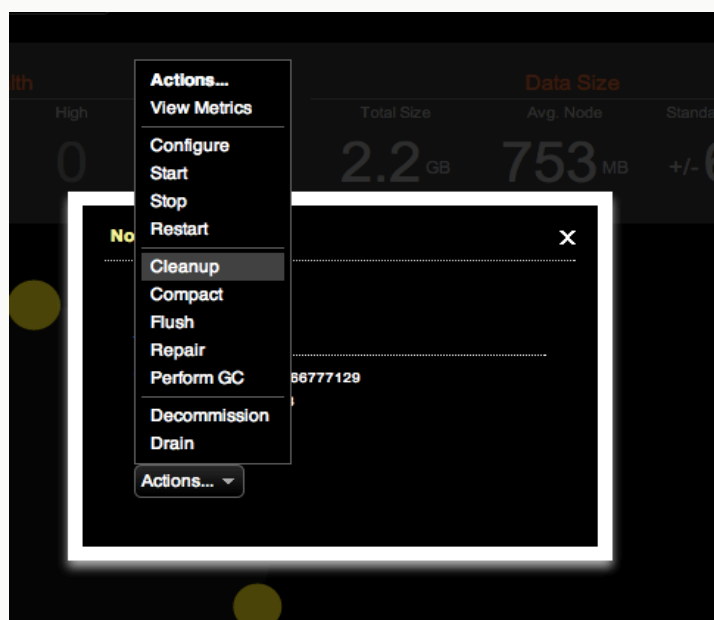 Data Size
High
Total Size
Avg. Node
0
2.2 GB
753 MB
+/-
Actions...
View Metrics
Configure
Start
Stop
Restart
Cleanup
Compact
Flush
Repair
Perform GC
Decommission
Drain
X
66777129
Actions...